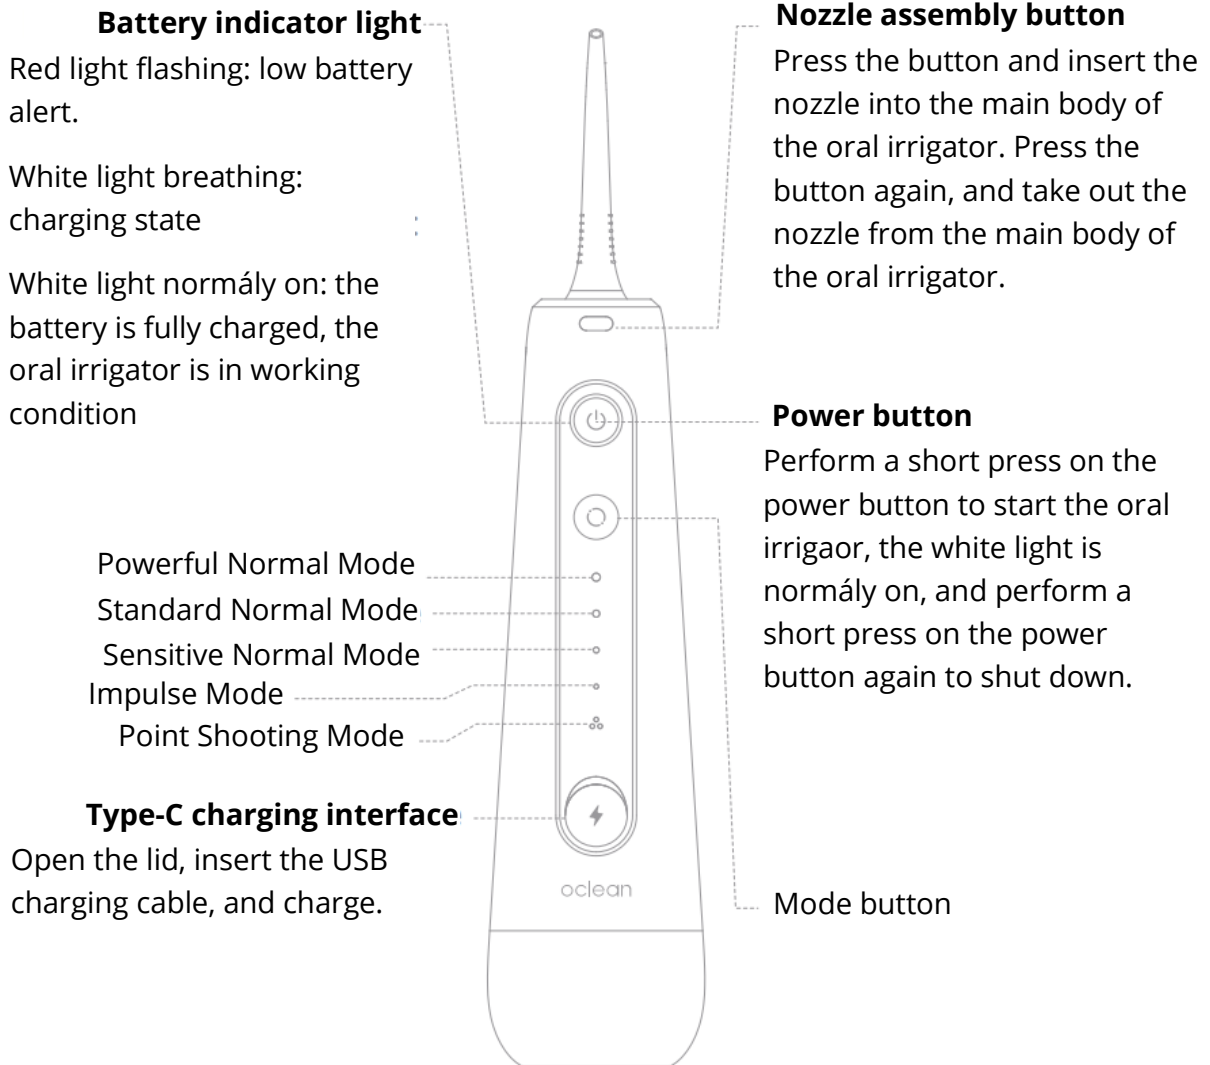 Battery indicator light
Red light flashing: low battery
alert.
White light breathing:
charging state
White light normály on: the
battery is fully charged, the
oral irrigator is in working
condition
Nozzle assembly button
Press the button and insert the
nozzle into the main body of
the oral irrigator. Press the
button again, and take out the
nozzle from the main body of
the oral irrigator.
Power button
Perform a short press on the
power button to start the oral
irrigaor, the white light is
normály on, and perform a
short press on the power
button again to shut down.
Powerful Normal Mode
Standard Normal Mode
Sensitive Normal Mode
Impulse Mode
Point Shooting Mode
Type-C charging interface
Open the lid, insert the USB
charging cable, and charge.
oclean
Mode button